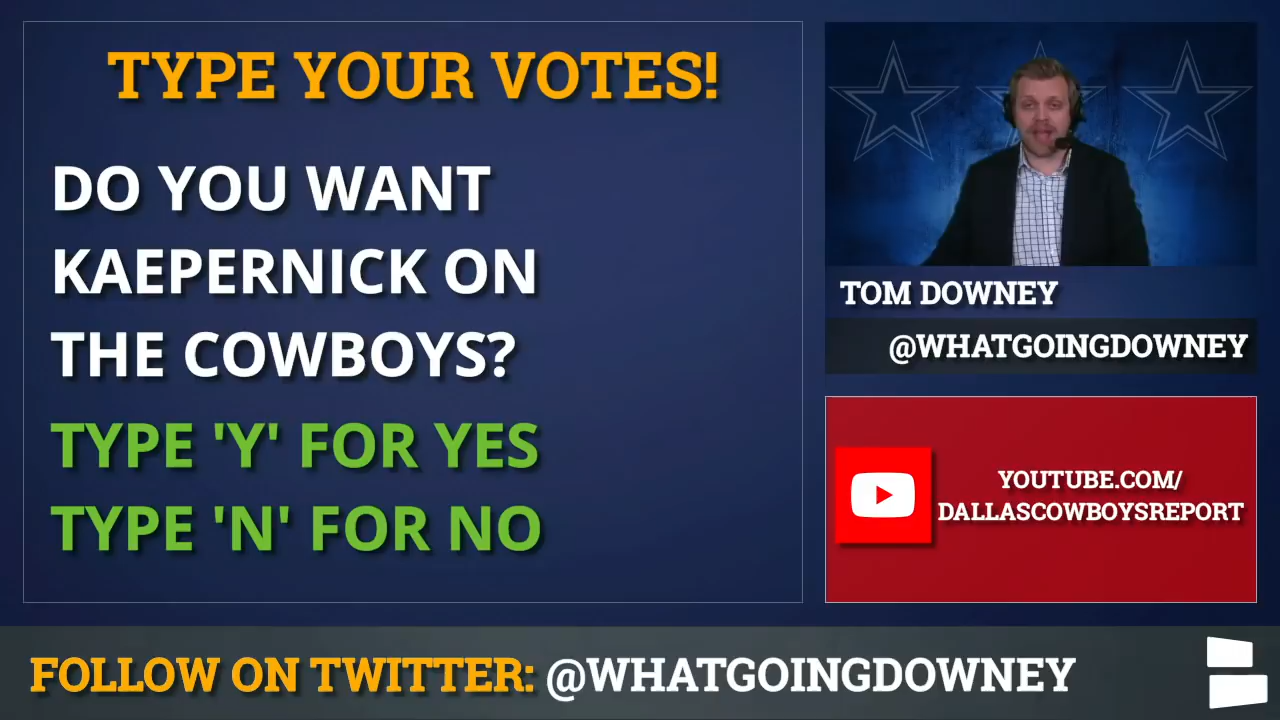 TYPE YOUR VOTES!
DO YOU WANT
KAEPERNICK ON
THE COWBOYS?
TYPE 'Y' FOR YES
TYPE 'N' FOR NO
TOM DOWNEY
@WHATGOINGDOWNEY
YOUTUBE.COM/
DALLASCOWBOYSREPORT
FOLLOW ON TWITTER: @WHATGOINGDOWNEY